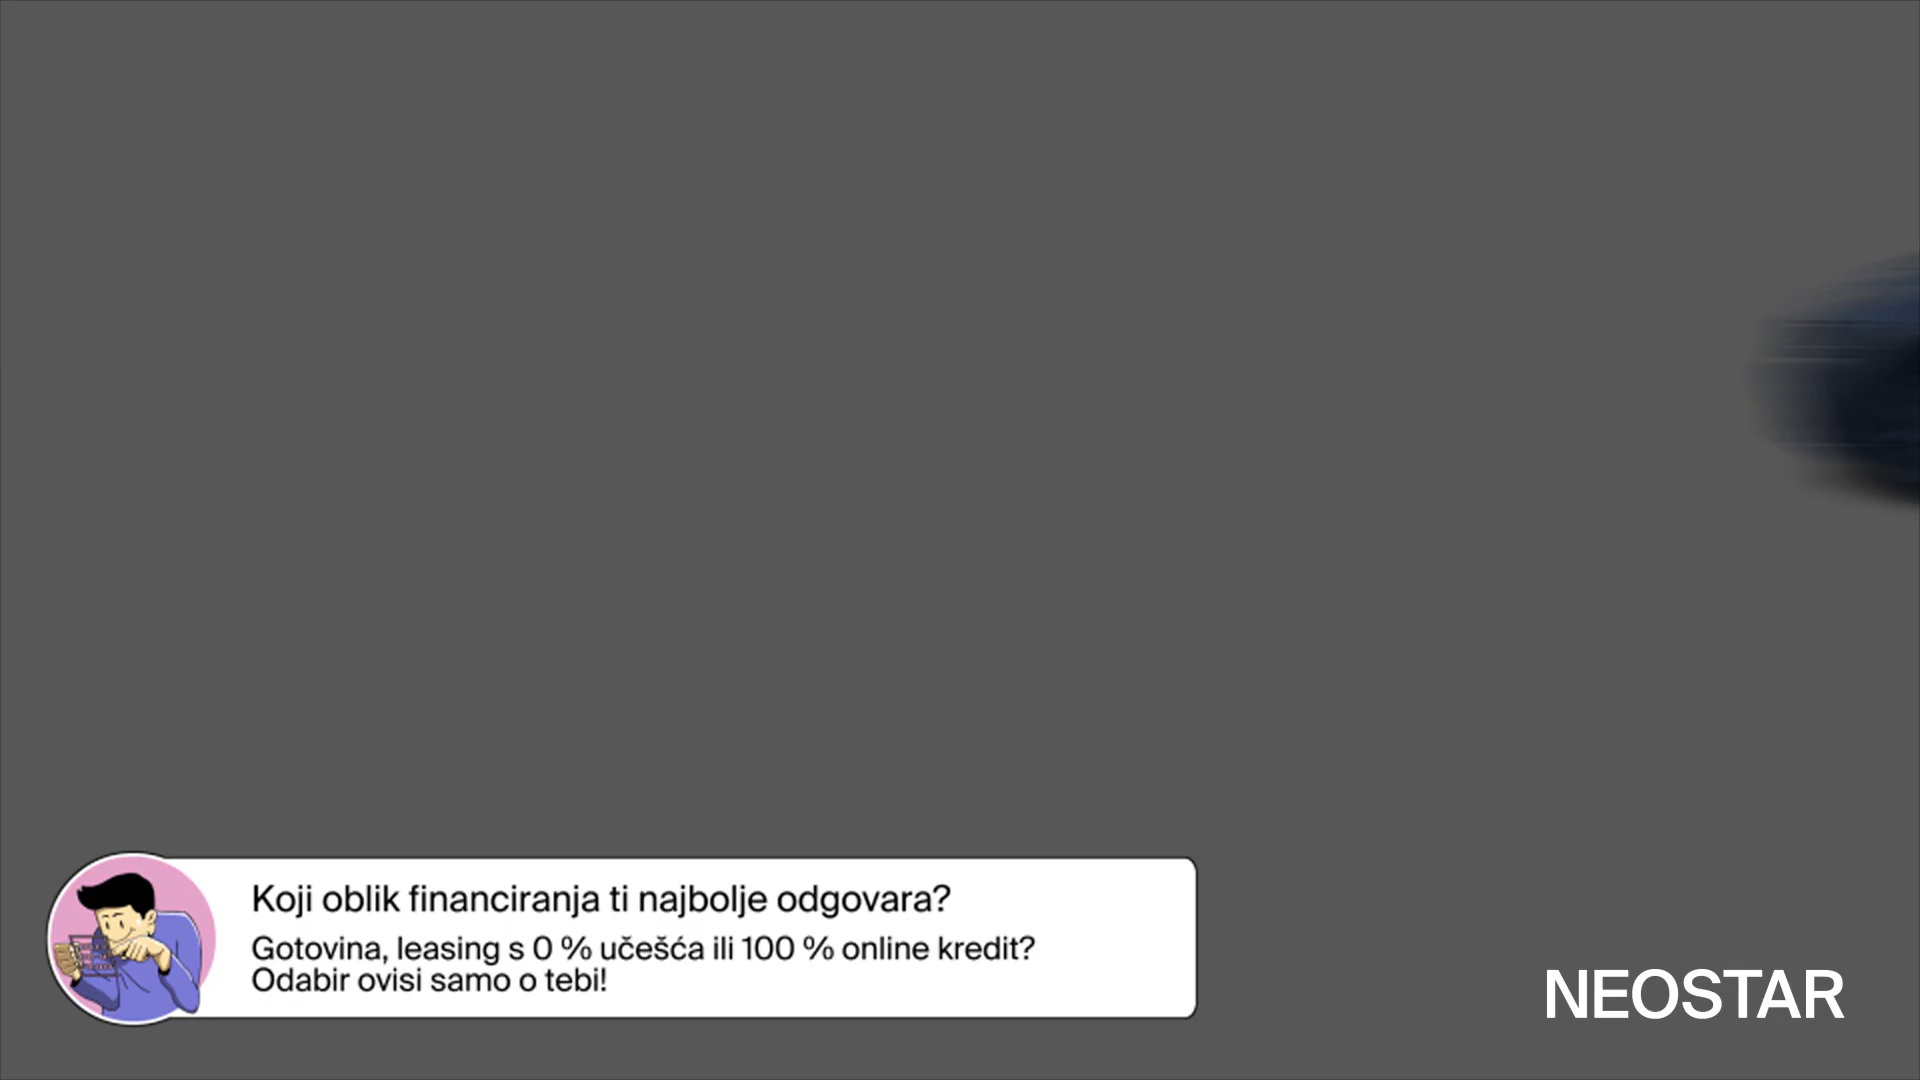 Koji oblik financiranja ti najbolje odgovara?
Gotovina, leasing s 0 % učešća ili 100 % online kredit?
Odabir ovisi samo o tebi!
NEOSTAR